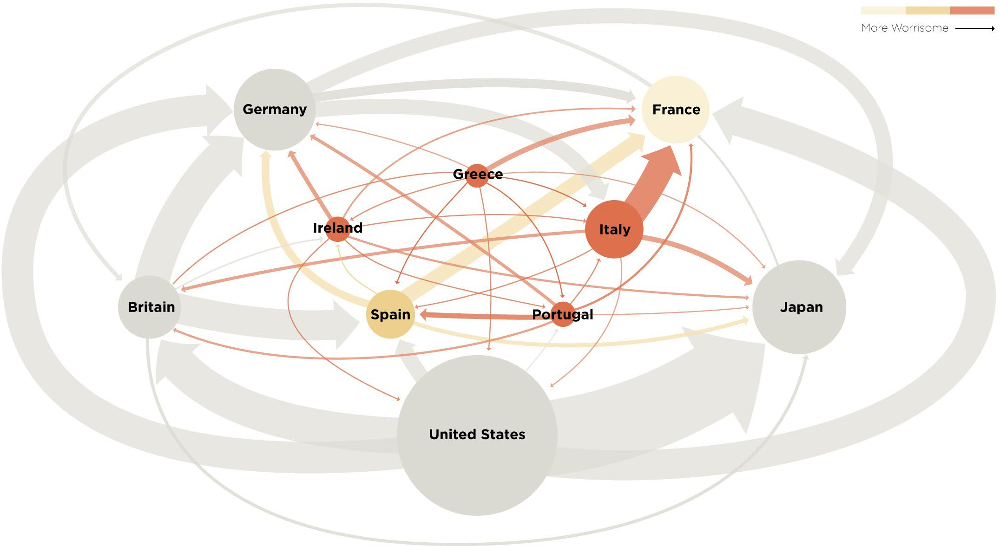 More Worrisome
Germany
France
Greece
Ireland
Italy
Britain
Spain
Portugal
Japan
United States